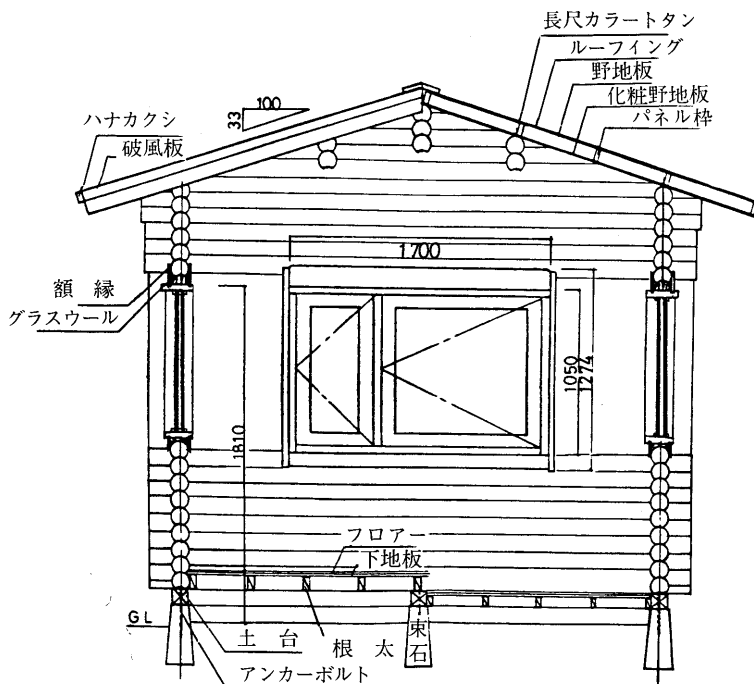 長尺カラートタン
ルーフィング
野地板
化粧野地板
パネル枠
100
33
ハナカクシ
破風板
1700
額縁
グラスウール
1050
1274
1810
フロアー
下地板
GL
土台
根太
束石
アンカーボルト